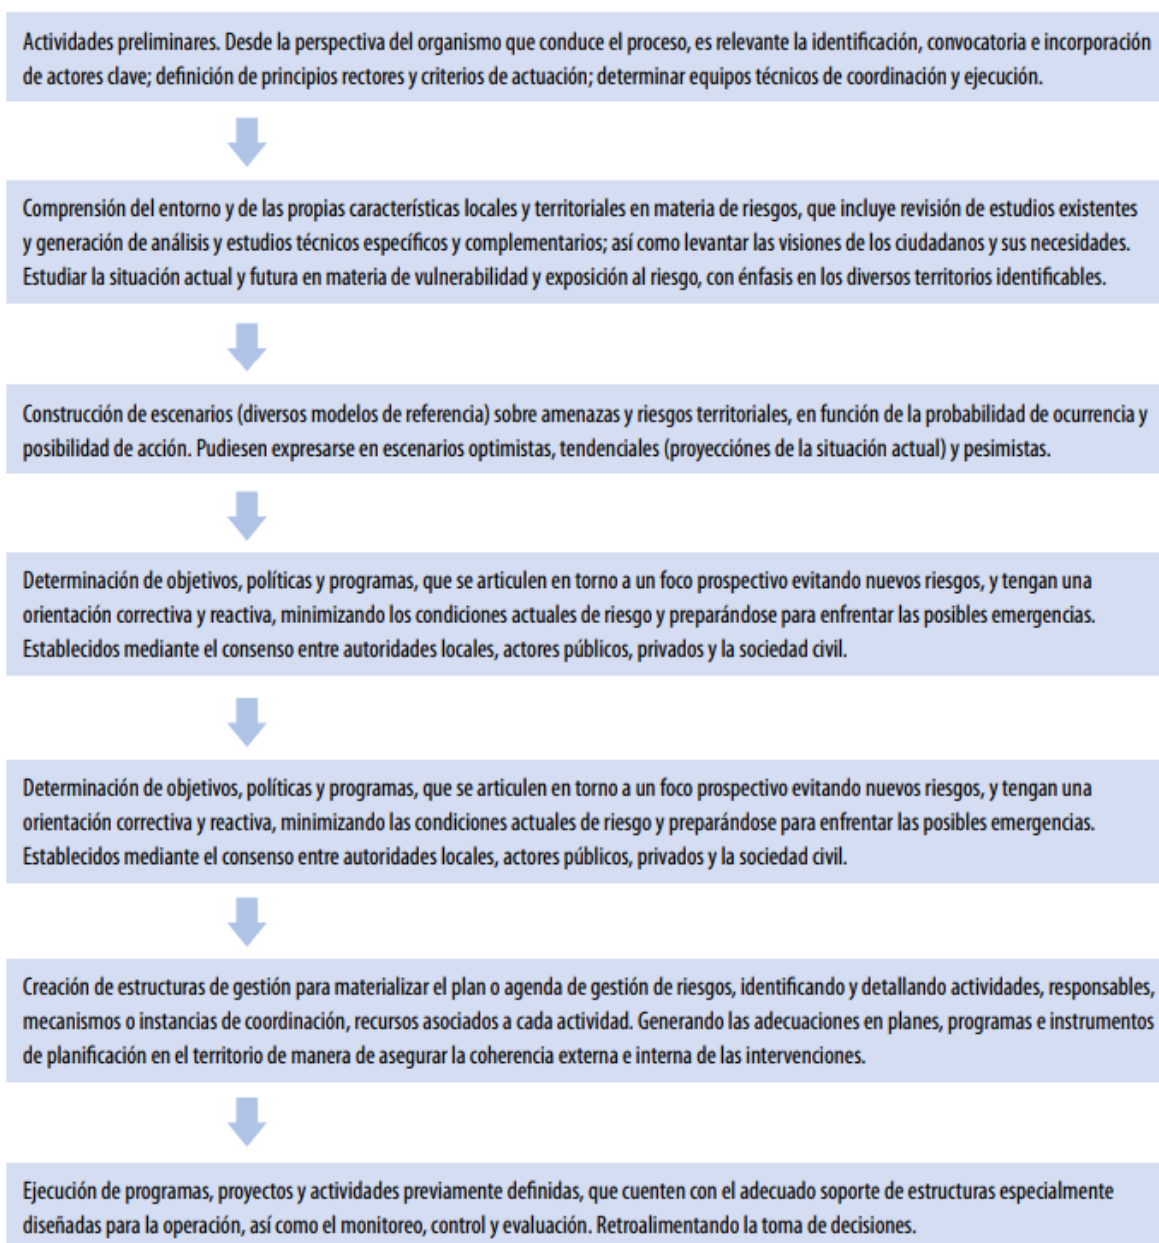 Actividades preliminares. Desde la perspectiva del organismo que conduce el proceso, es relevante la identificación, convocatoria e incorporación
de actores clave; definición de principios rectores y criterios de actuación; determinar equipos técnicos de coordinación y ejecución.
Comprensión del entorno y de las propias características locales y territoriales en materia de riesgos, que incluye revisión de estudios existentes
y generación de análisis y estudios técnicos específicos y complementarios; así como levantar las visiones de los ciudadanos y sus necesidades.
Estudiar la situación actual y futura en materia de vulnerabilidad y exposición al riesgo, con énfasis en los diversos territorios identificables.
Construcción de escenarios (diversos modelos de referencia) sobre amenazas y riesgos territoriales, en función de la probabilidad de ocurrencia y
posibilidad de acción. Pudiesen expresarse en escenarios optimistas, tendenciales (proyecciónes de la situación actual) y pesimistas.
Determinación de objetivos, políticas y programas, que se articulen en torno a un foco prospectivo evitando nuevos riesgos, y tengan una
orientación correctiva y reactiva, minimizando los condiciones actuales de riesgo y preparándose para enfrentar las posibles emergencias.
Establecidos mediante el consenso entre autoridades locales, actores públicos, privados y la sociedad civil.
Determinación de objetivos, políticas y programas, que se articulen en torno a un foco prospectivo evitando nuevos riesgos, y tengan una
orientación correctiva y reactiva, minimizando las condiciones actuales de riesgo y preparándose para enfrentar las posibles emergencias.
Establecidos mediante el consenso entre autoridades locales, actores públicos, privados y la sociedad civil.
Creación de estructuras de gestión para materializar el plan o agenda de gestión de riesgos, identificando y detallando actividades, responsables,
mecanismos o instancias de coordinación, recursos asociados a cada actividad. Generando las adecuaciones en planes, programas e instrumentos
de planificación en el territorio de manera de asegurar la coherencia externa e interna de las intervenciones.
Ejecución de programas, proyectos y actividades previamente definidas, que cuenten con el adecuado soporte de estructuras especialmente
diseñadas para la operación, así como el monitoreo, control y evaluación. Retroalimentando la toma de decisiones.